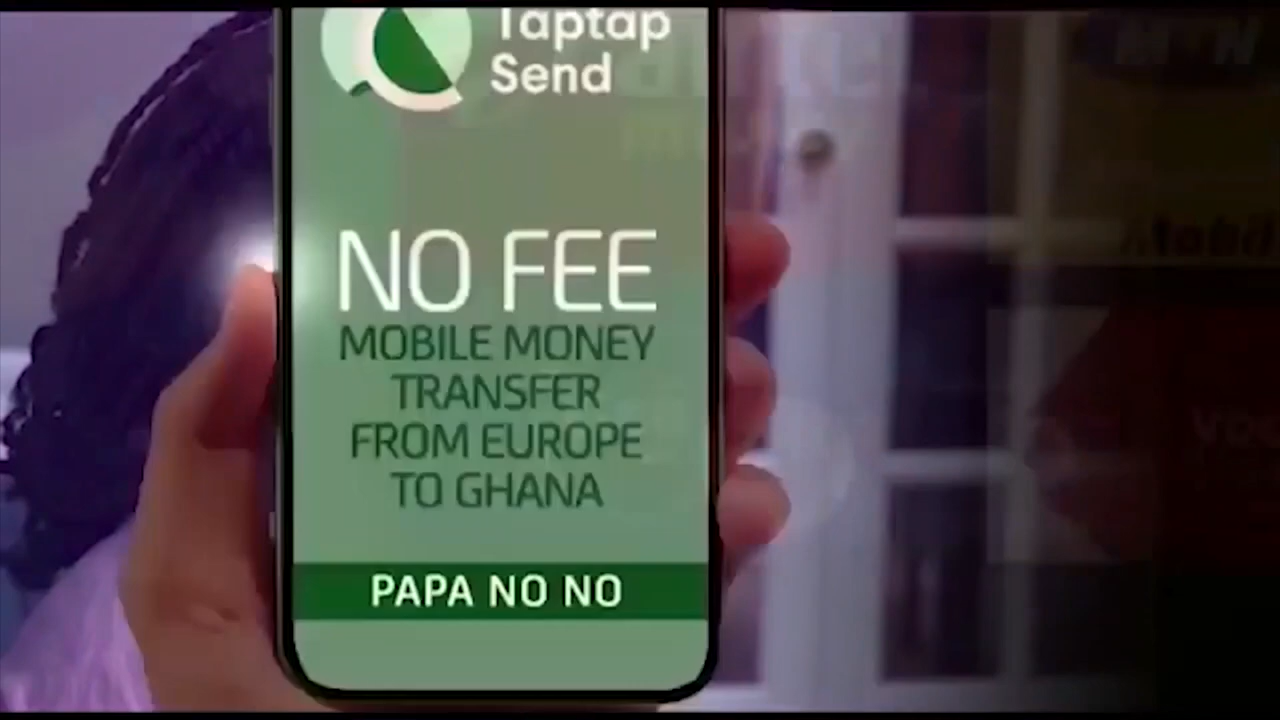 Taptap
Send
NO FEE
MOBILE MONEY
TRANSFER
FROM EUROPE
TO GHANA
PAPA NO NO